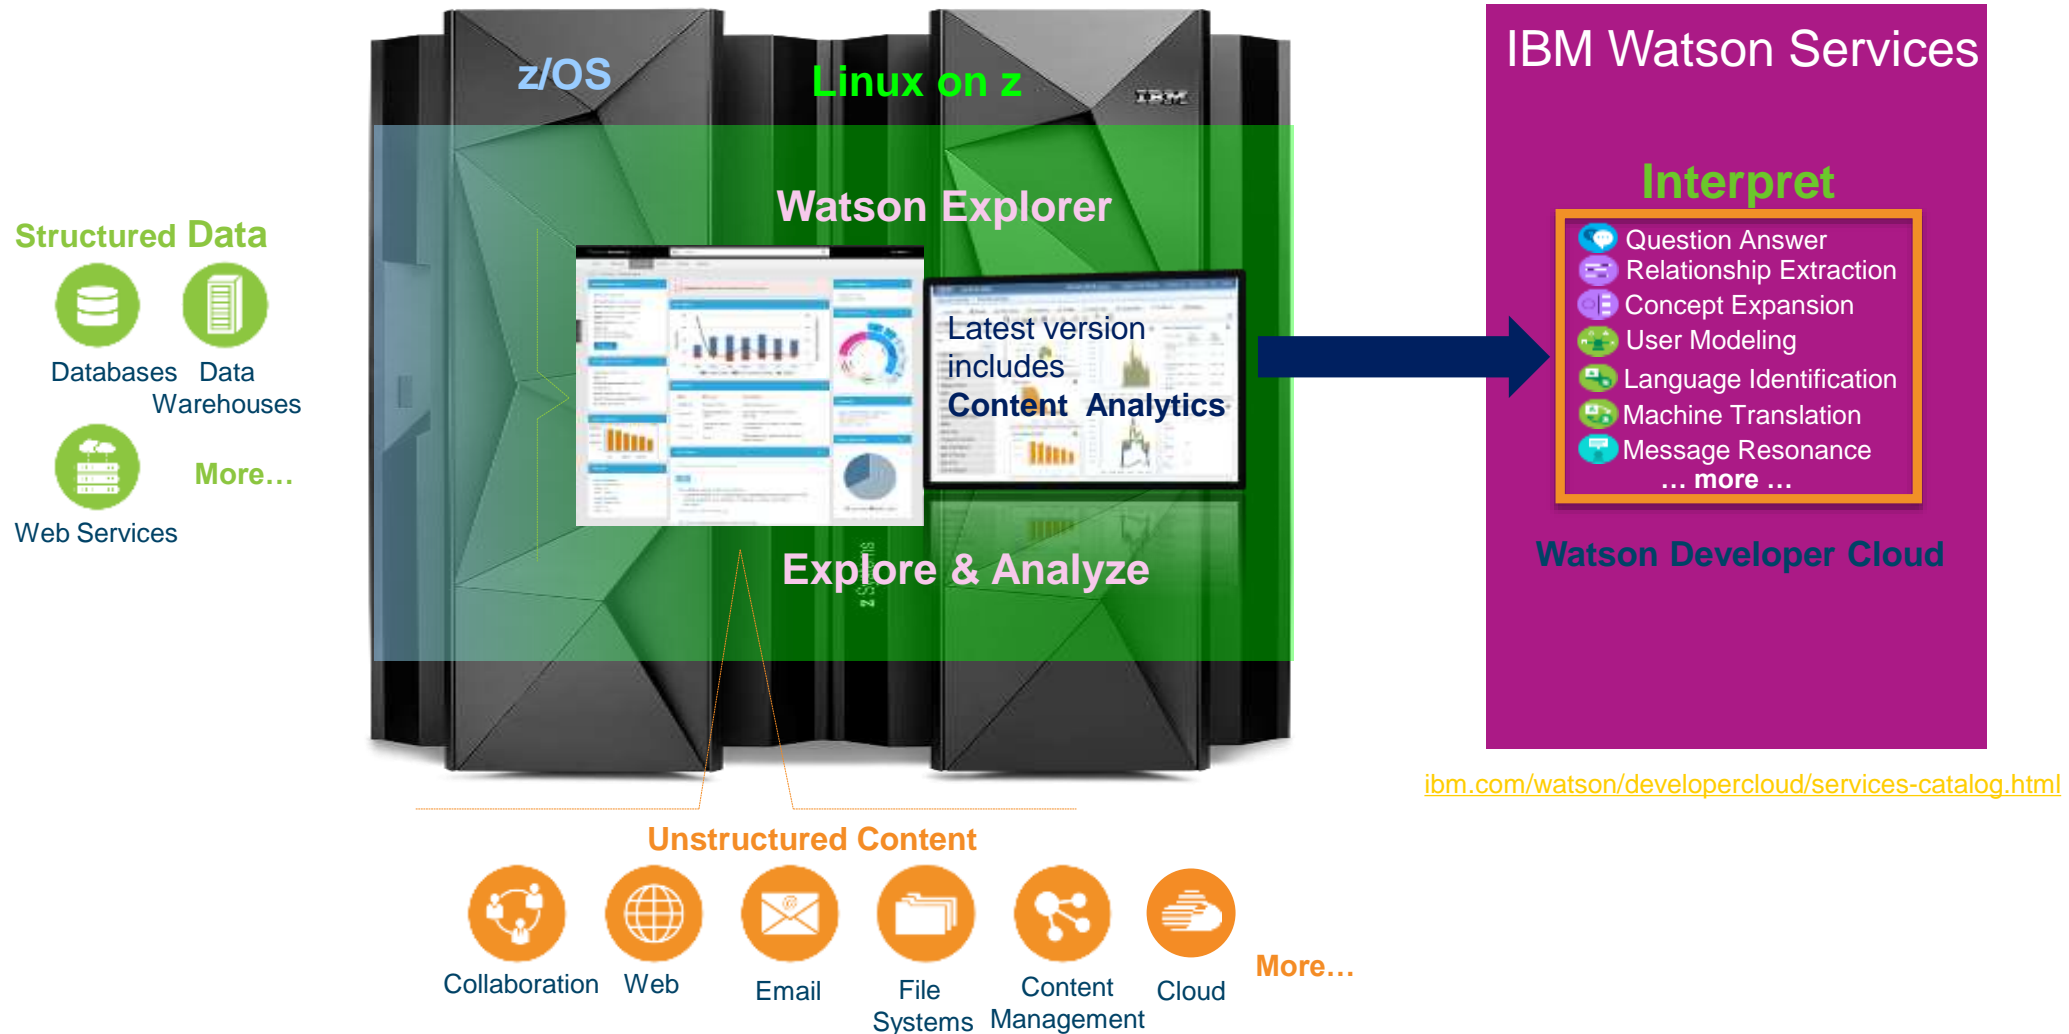 z/OS
Linux on z
IBM
Watson Explorer
Latest version
includes
Content Analytics
Explore & Analyze
z Systems
Structured Data
Databases
Data
Warehouses
Web Services
More…
Unstructured Content
Collaboration
Web
Email
File
Systems
Content
Management
Cloud
More…
IBM Watson Services
Interpret
Question Answer
Relationship Extraction
Concept Expansion
User Modeling
Language Identification
Machine Translation
Message Resonance
… more …
Watson Developer Cloud
ibm.com/watson/developercloud/services-catalog.html